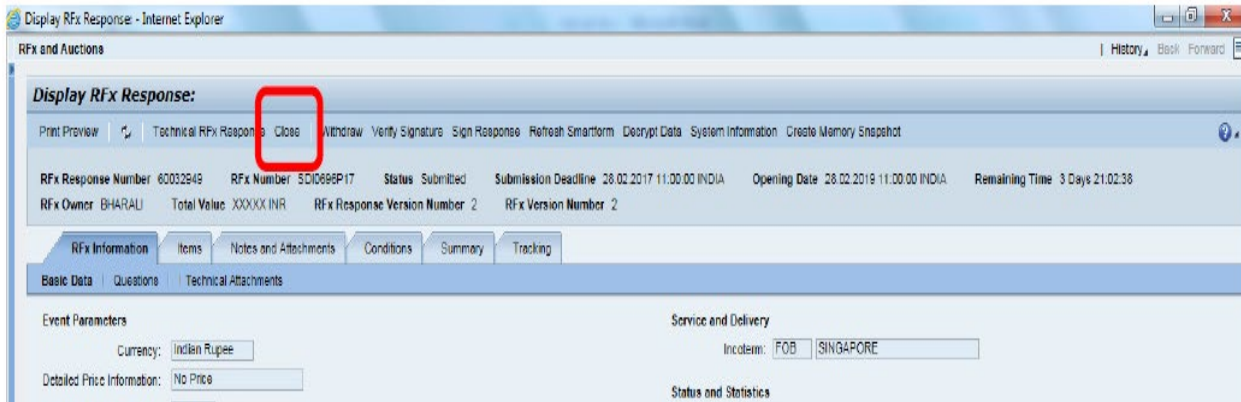 Display RFx Response: - Internet Explorer
RFx and Auctions | History Back Forward
Display RFx Response:
Print Preview | Technical RFx Response Close | Withdraw Verify Signature Sign Response Refresh Smartform Decrypt Data System Information Create Memory Snapshot
RFx Response Number 60032949 RFx Number SDI0696P17 Status Submitted Submission Deadline 28.02.2017 11:00:00 INDIA Opening Date 28.02.2019 11:00:00 INDIA Remaining Time 3 Days 21:02:38
RFx Owner BHARALI Total Value XXXXX INR RFx Response Version Number 2 RFx Version Number 2
RFx Information Items Notes and Attachments Conditions Summary Tracking
Basic Data | Questions | Technical Attachments
Event Parameters Service and Delivery
Currency: Indian Rupee Incoterm: FOB SINGAPORE
Detailed Price Information: No Price
Status and Statistics